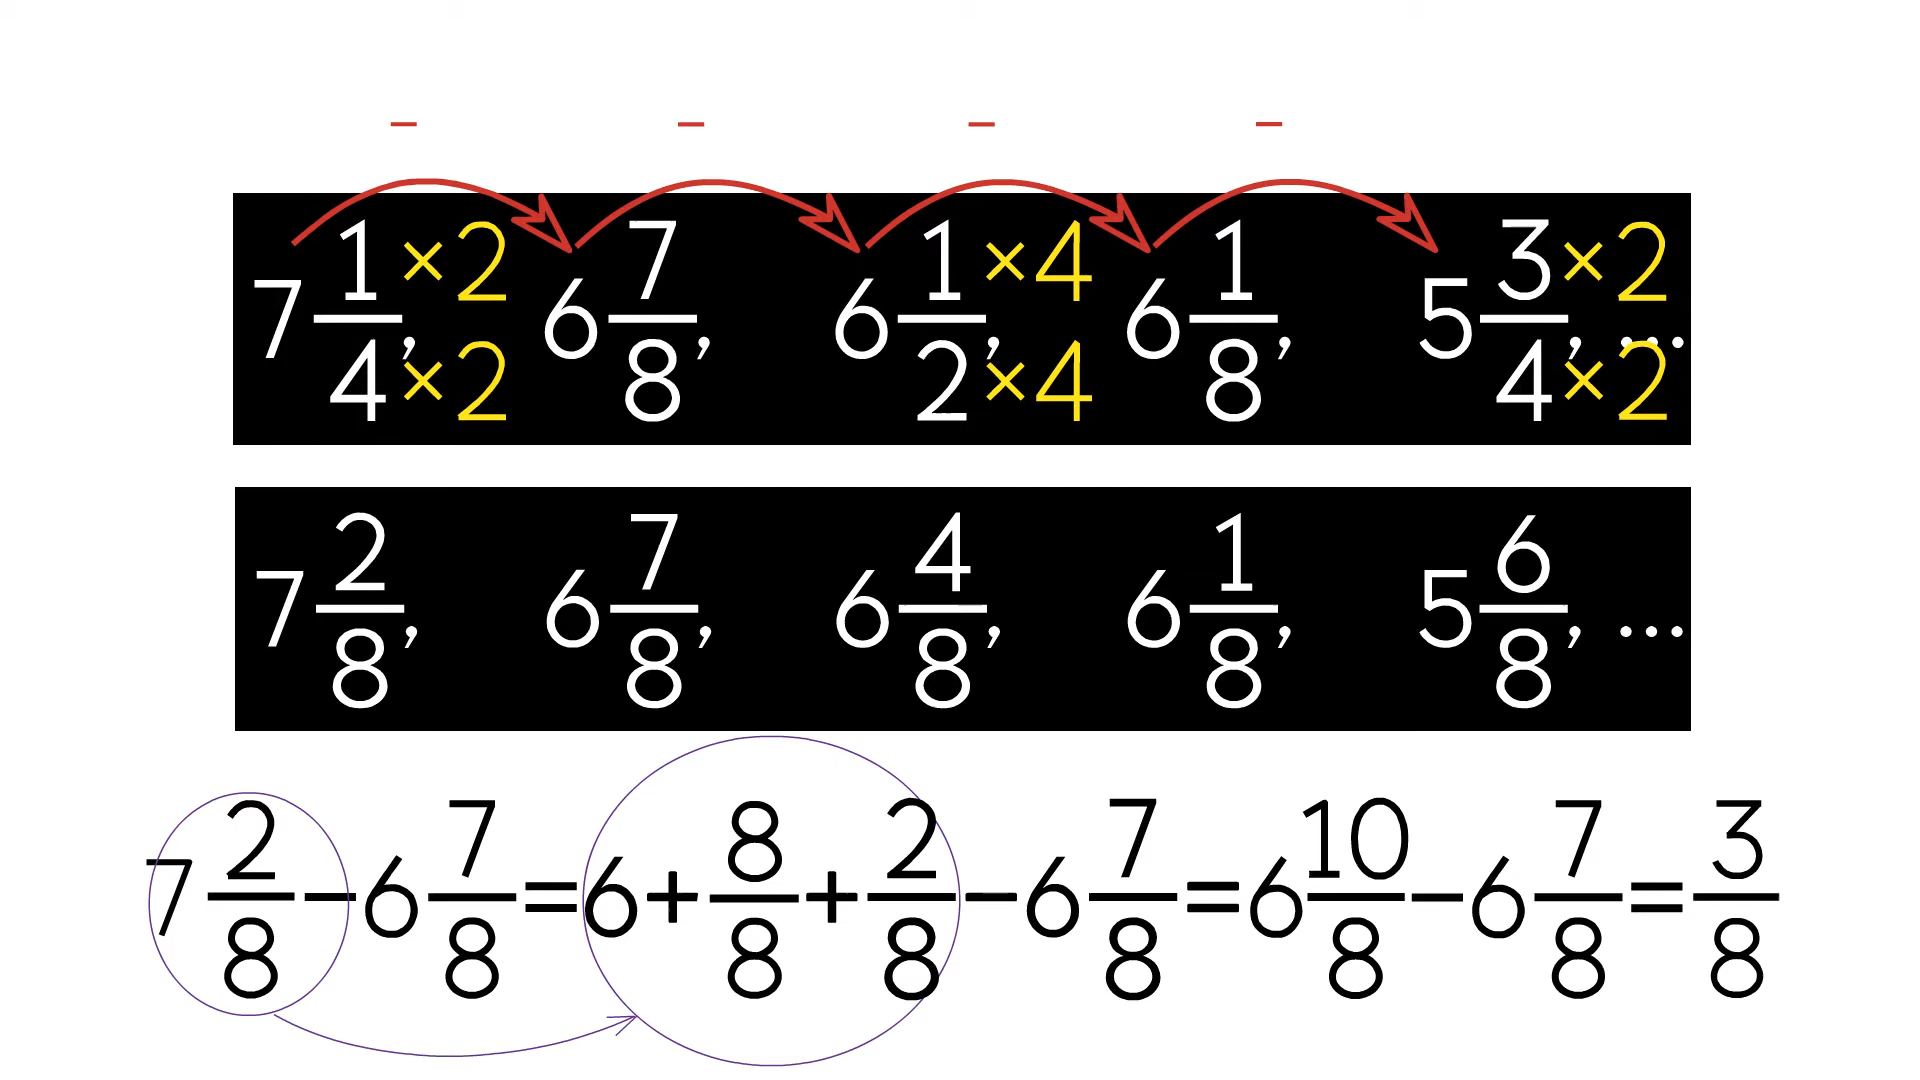 − − − −
7 1×2/4×2, 6 7/8, 6 1×4/2×4, 6 1/8, 5 3×2/4×2, ...
7 2/8, 6 7/8, 6 4/8, 6 1/8, 5 6/8, ...
7 2/8 − 6 7/8 = 6 + 8/8 + 2/8 − 6 7/8 = 6 10/8 − 6 7/8 = 3/8